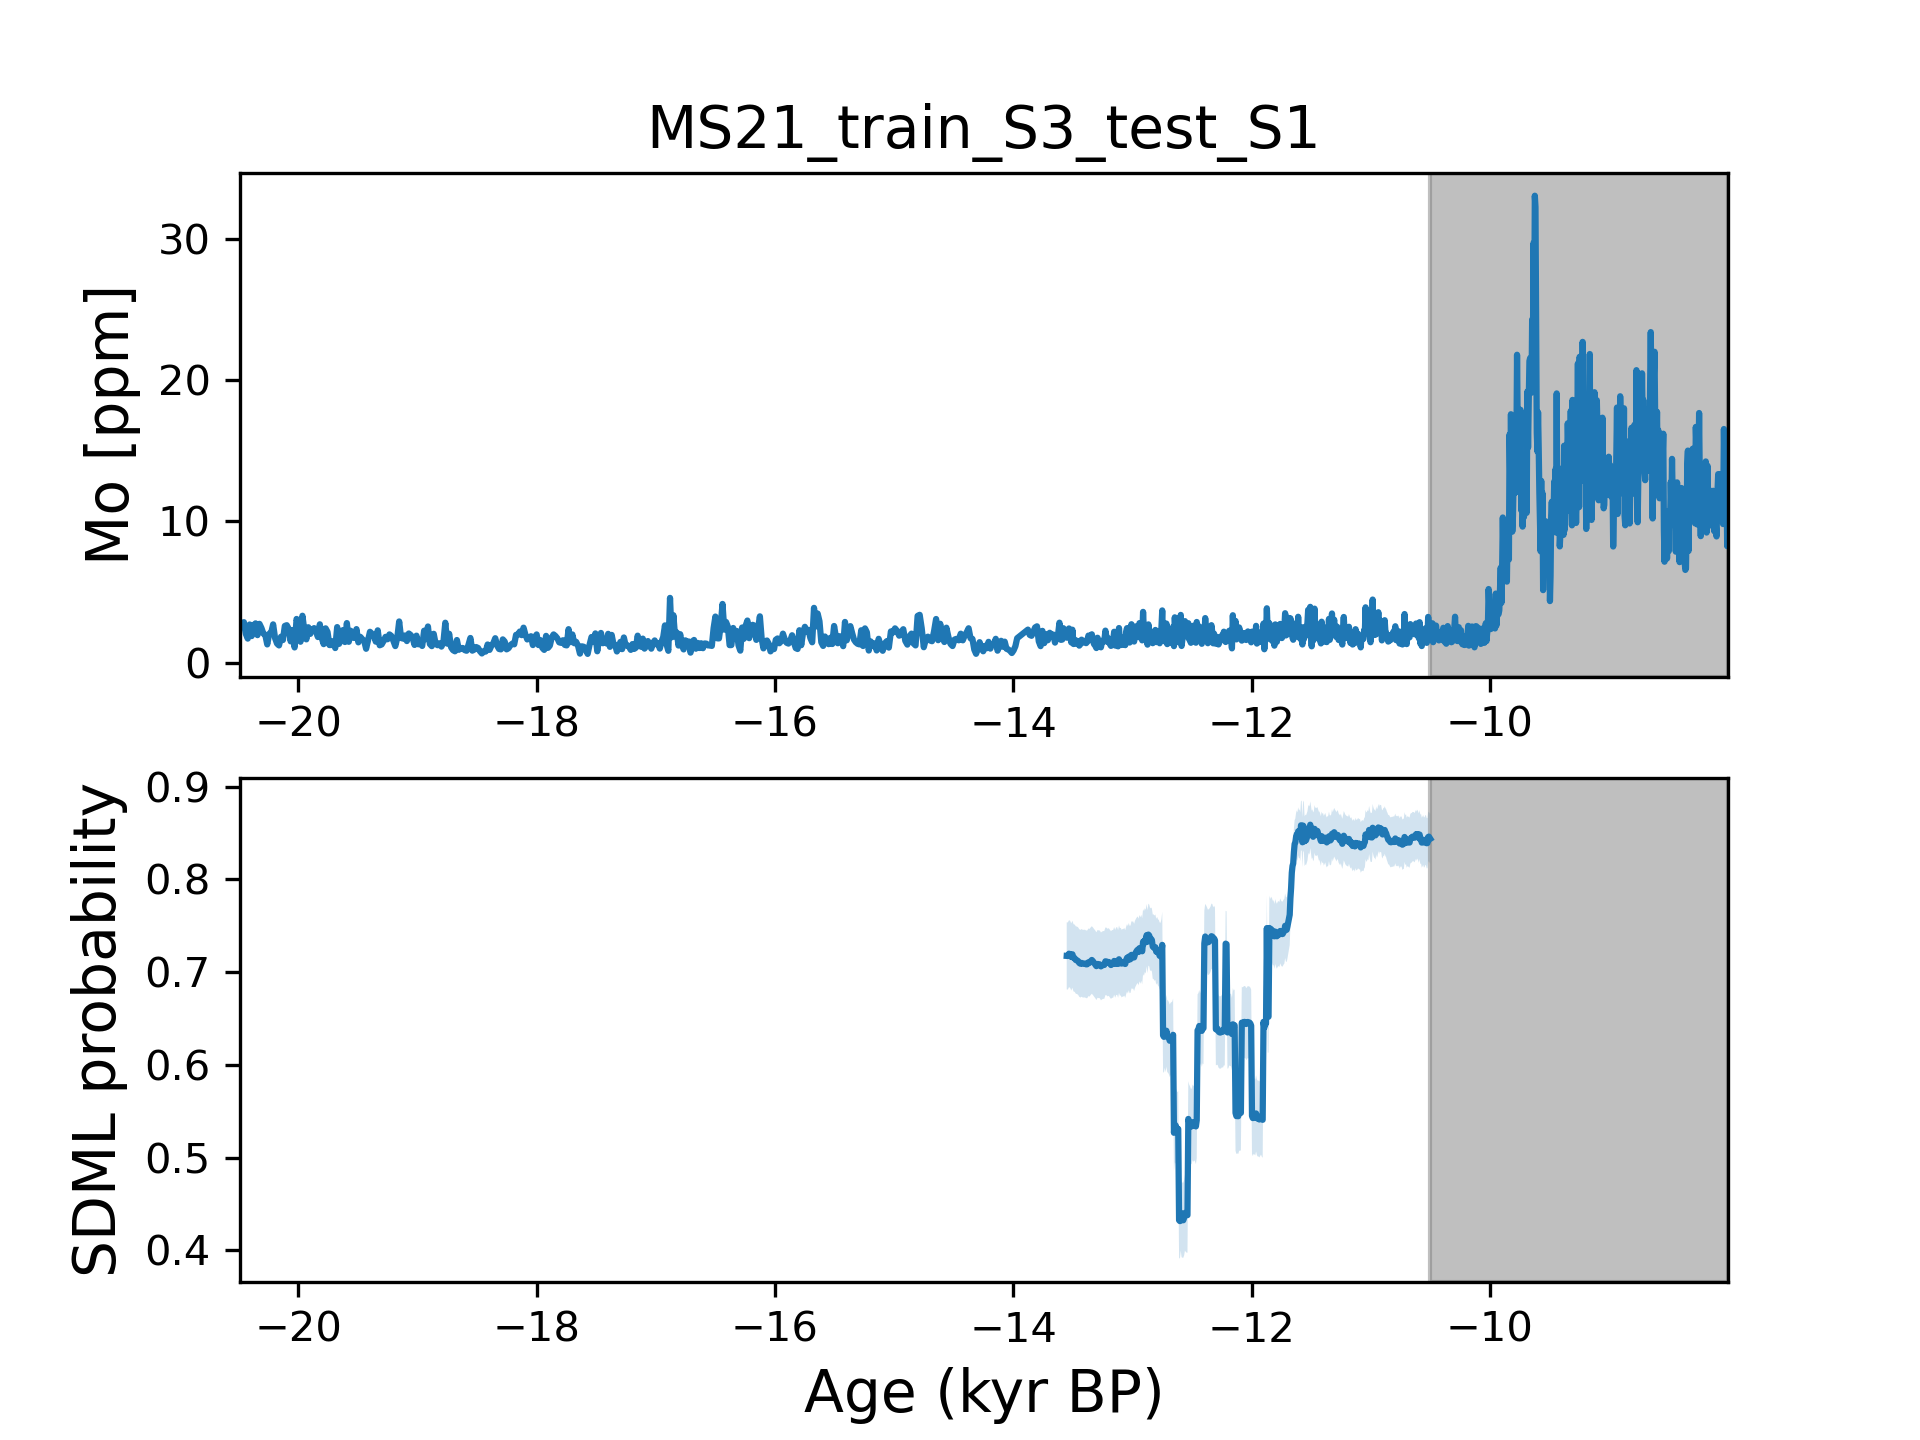 MS21_train_S3_test_S1
Mo [ppm]
30
20
10
0
−20 −18 −16 −14 −12 −10
SDML probability
0.9
0.8
0.7
0.6
0.5
0.4
−20 −18 −16 −14 −12 −10
Age (kyr BP)